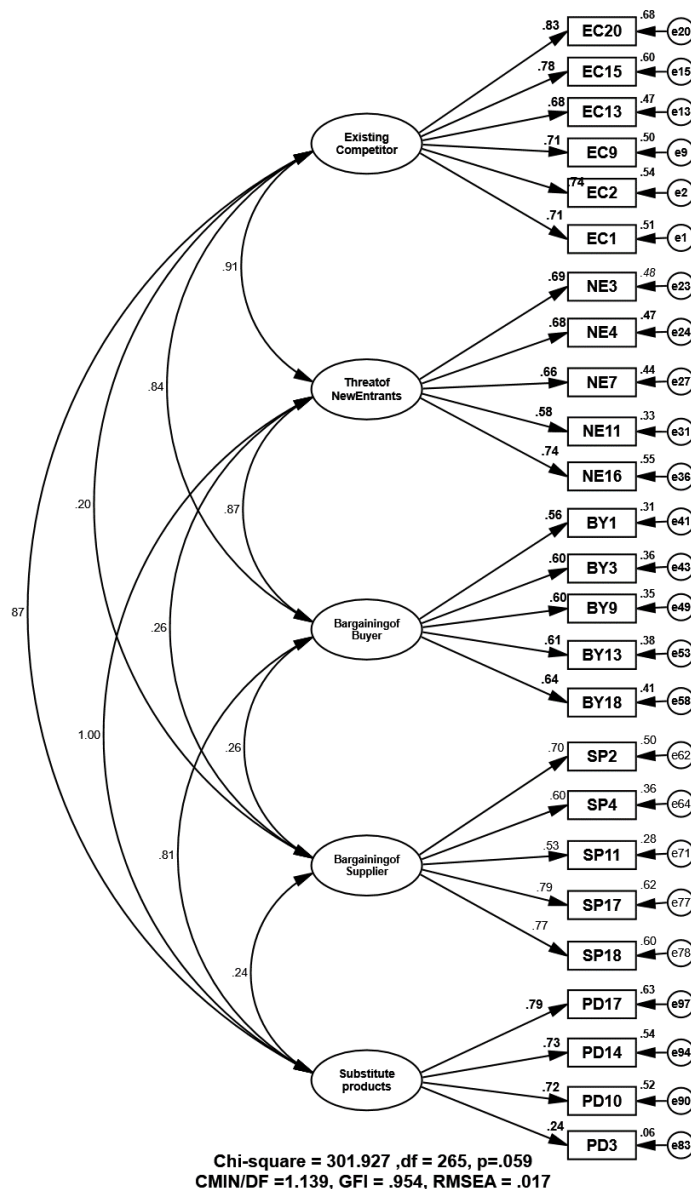 .83 EC20 .68 e20
.78 EC15 .60 e15
.68 EC13 .47 e13
Existing
Competitor
.71 EC9 .50 e9
.74 EC2 .54 e2
.71 EC1 .51 e1
.91
.69 NE3 .48 e23
.68 NE4 .47 e24
Threatof
NewEntrants
.84
.66 NE7 .44 e27
.58 NE11 .33 e31
.74 NE16 .55 e36
.20
.87
.56 BY1 .31 e41
.60 BY3 .36 e43
.60 BY9 .35 e49
Bargainingof
Buyer
87
.26
.61 BY13 .38 e53
.64 BY18 .41 e58
1.00
.26
.70 SP2 .50 e62
.60 SP4 .36 e64
.81
Bargainingof
Supplier
.53 SP11 .28 e71
.79 SP17 .62 e77
.77 SP18 .60 e78
.24
.79 PD17 .63 e97
.73 PD14 .54 e94
Substitute
products
.72 PD10 .52 e90
.24 PD3 .06 e83
Chi-square = 301.927 ,df = 265, p=.059
CMIN/DF =1.139, GFI = .954, RMSEA = .017